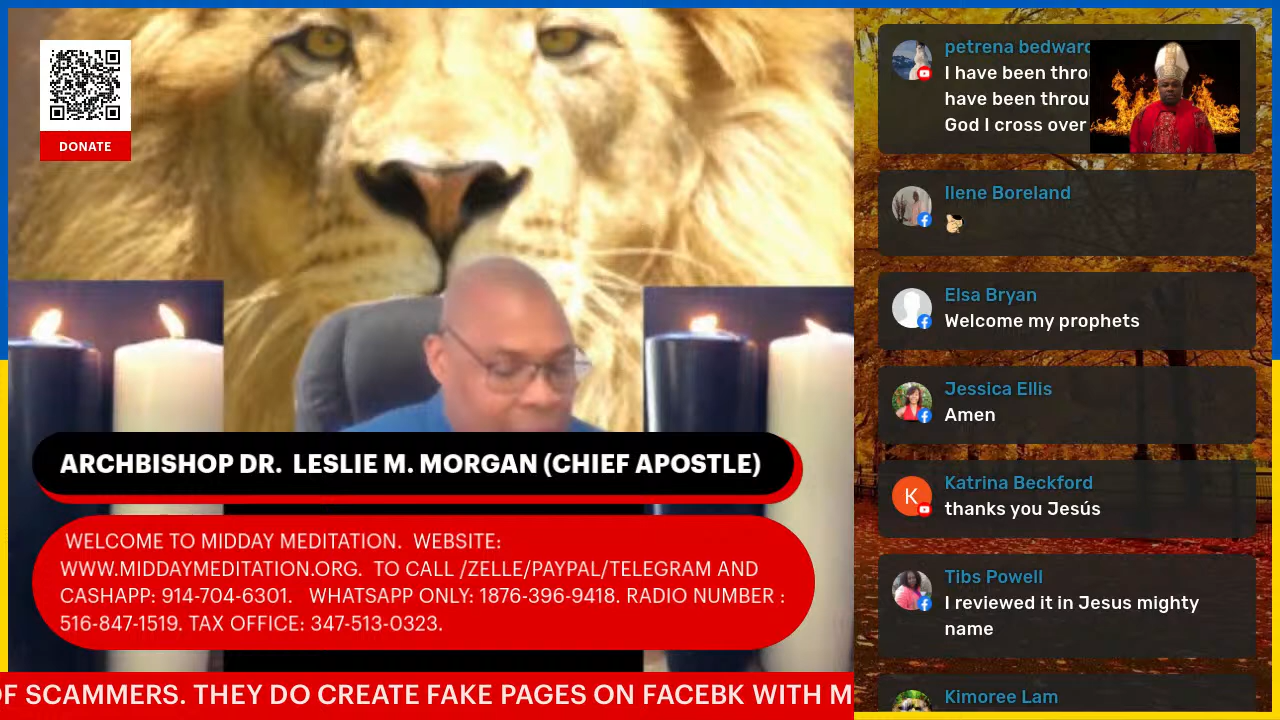 DONATE
ARCHBISHOP DR. LESLIE M. MORGAN (CHIEF APOSTLE)
WELCOME TO MIDDAY MEDITATION. WEBSITE:
WWW.MIDDAYMEDITATION.ORG. TO CALL /ZELLE/PAYPAL/TELEGRAM AND
CASHAPP: 914-704-6301. WHATSAPP ONLY: 1876-396-9418. RADIO NUMBER :
516-847-1519. TAX OFFICE: 347-513-0323.
OF SCAMMERS. THEY DO CREATE FAKE PAGES ON FACEBK WITH M
petrena bedward
I have been thro
have been throu
God I cross over
Ilene Boreland
Elsa Bryan
Welcome my prophets
Jessica Ellis
Amen
K
Katrina Beckford
thanks you Jesús
Tibs Powell
I reviewed it in Jesus mighty
name
Kimoree Lam